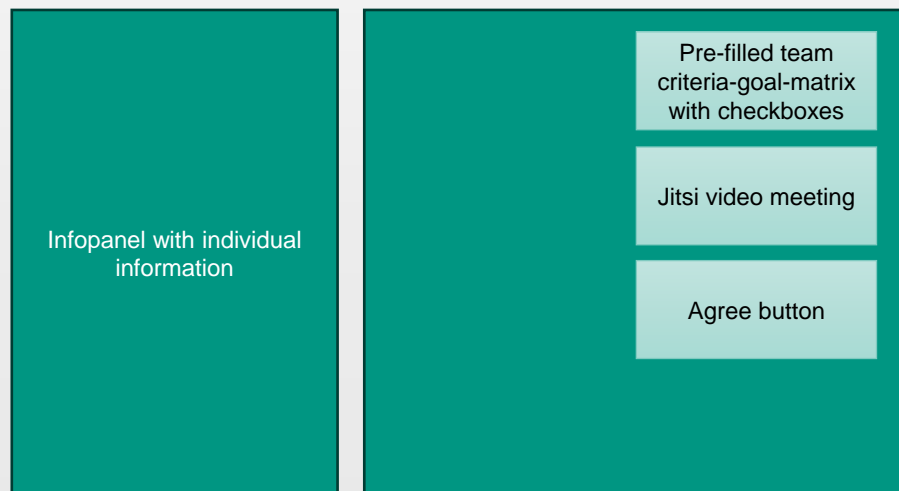 Infopanel with individual
information
Pre-filled team
criteria-goal-matrix
with checkboxes
Jitsi video meeting
Agree button